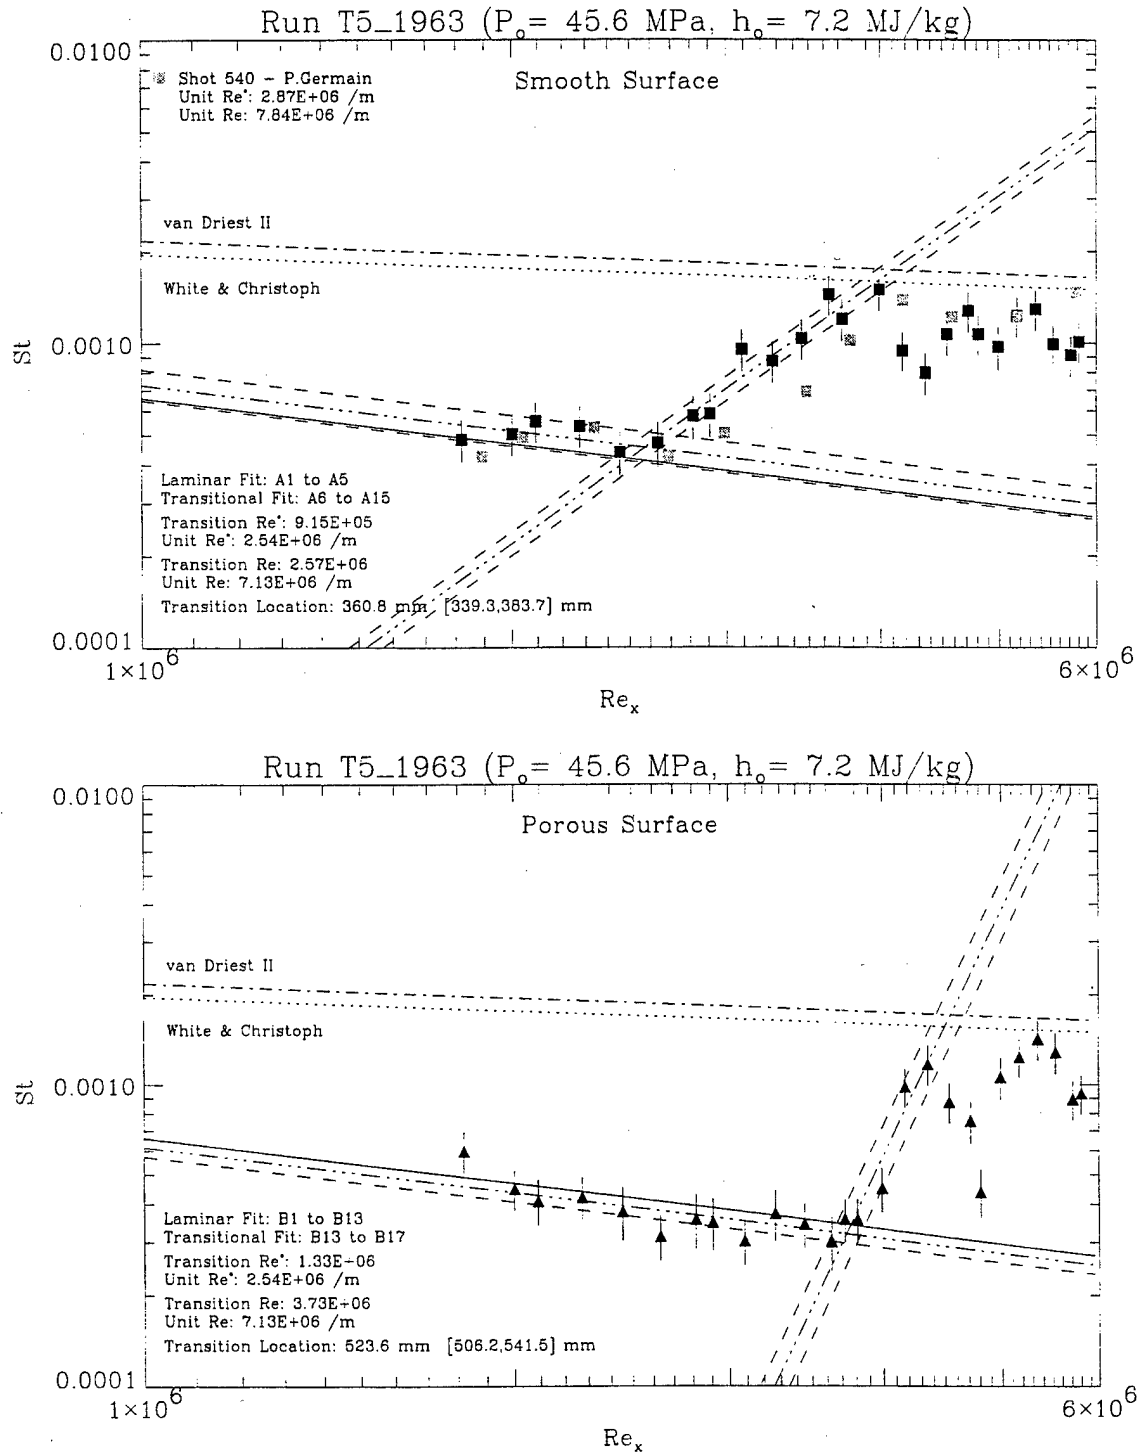 Run T5_1963 (P₀= 45.6 MPa, h₀= 7.2 MJ/kg)
0.0100
Shot 540 - P.Germain
Unit Re*: 2.87E+06 /m
Unit Re: 7.84E+06 /m
Smooth Surface
van Driest II
White & Christoph
St
0.0010
Laminar Fit: A1 to A5
Transitional Fit: A6 to A15
Transition Re*: 9.15E+05
Unit Re*: 2.54E+06 /m
Transition Re: 2.57E+06
Unit Re: 7.13E+06 /m
Transition Location: 360.8 mm [339.3,383.7] mm
0.0001
1×10⁶
6×10⁶
Reₓ
Run T5_1963 (P₀= 45.6 MPa, h₀= 7.2 MJ/kg)
0.0100
Porous Surface
van Driest II
White & Christoph
St
0.0010
Laminar Fit: B1 to B13
Transitional Fit: B13 to B17
Transition Re*: 1.33E+06
Unit Re*: 2.54E+06 /m
Transition Re: 3.73E+06
Unit Re: 7.13E+06 /m
Transition Location: 523.6 mm [506.2,541.5] mm
0.0001
1×10⁶
6×10⁶
Reₓ